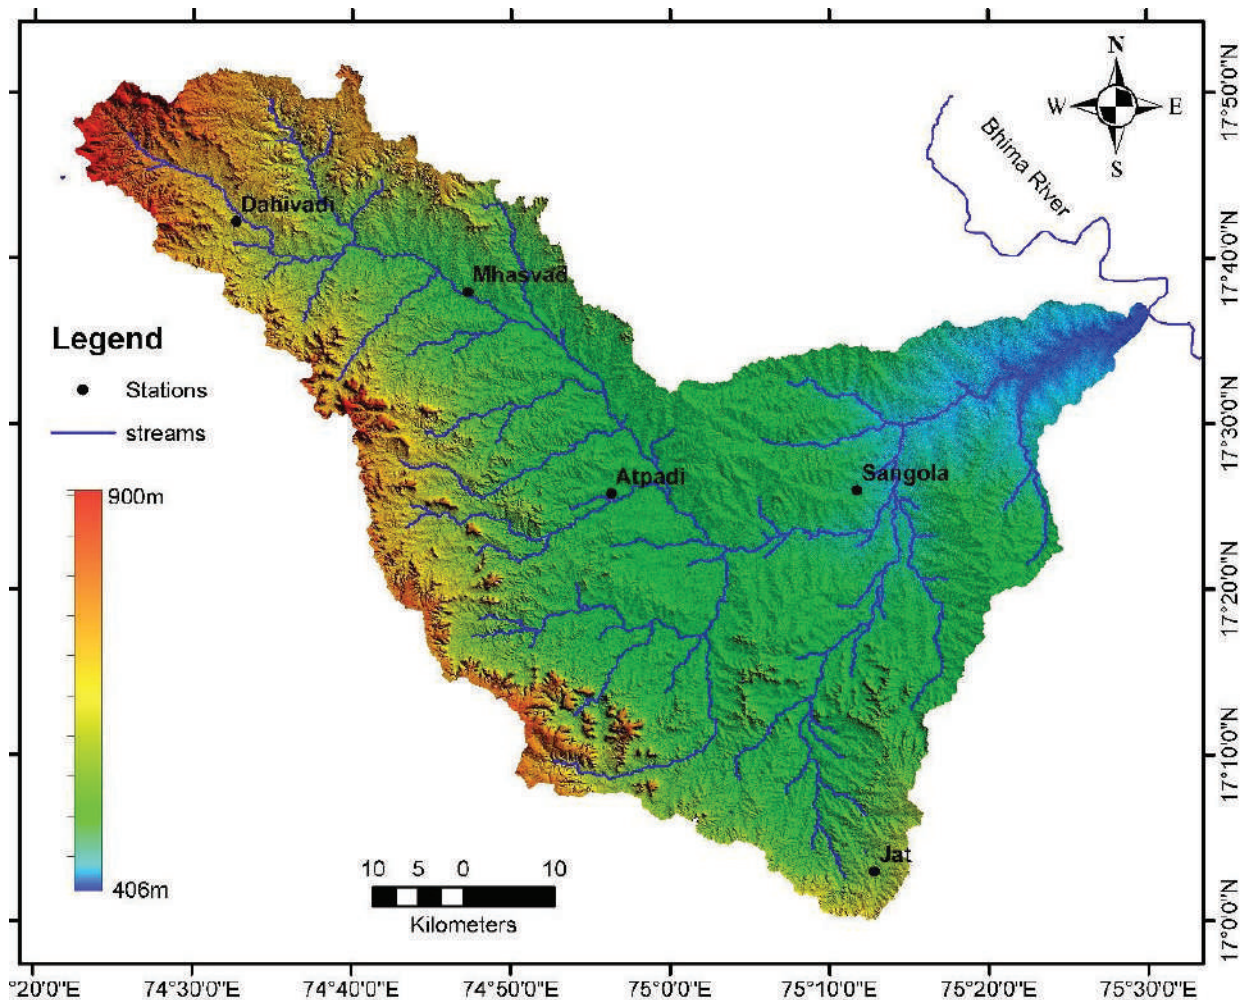 N
W E
S
Bhima River
17°50'0"N
17°40'0"N
17°30'0"N
17°20'0"N
17°10'0"N
17°0'0"N
Dahivadi
Mhasvad
Atpadi
Sangola
Jat
Legend
Stations
streams
900m
406m
10 5 0 10
Kilometers
74°20'0"E 74°30'0"E 74°40'0"E 74°50'0"E 75°0'0"E 75°10'0"E 75°20'0"E 75°30'0"E